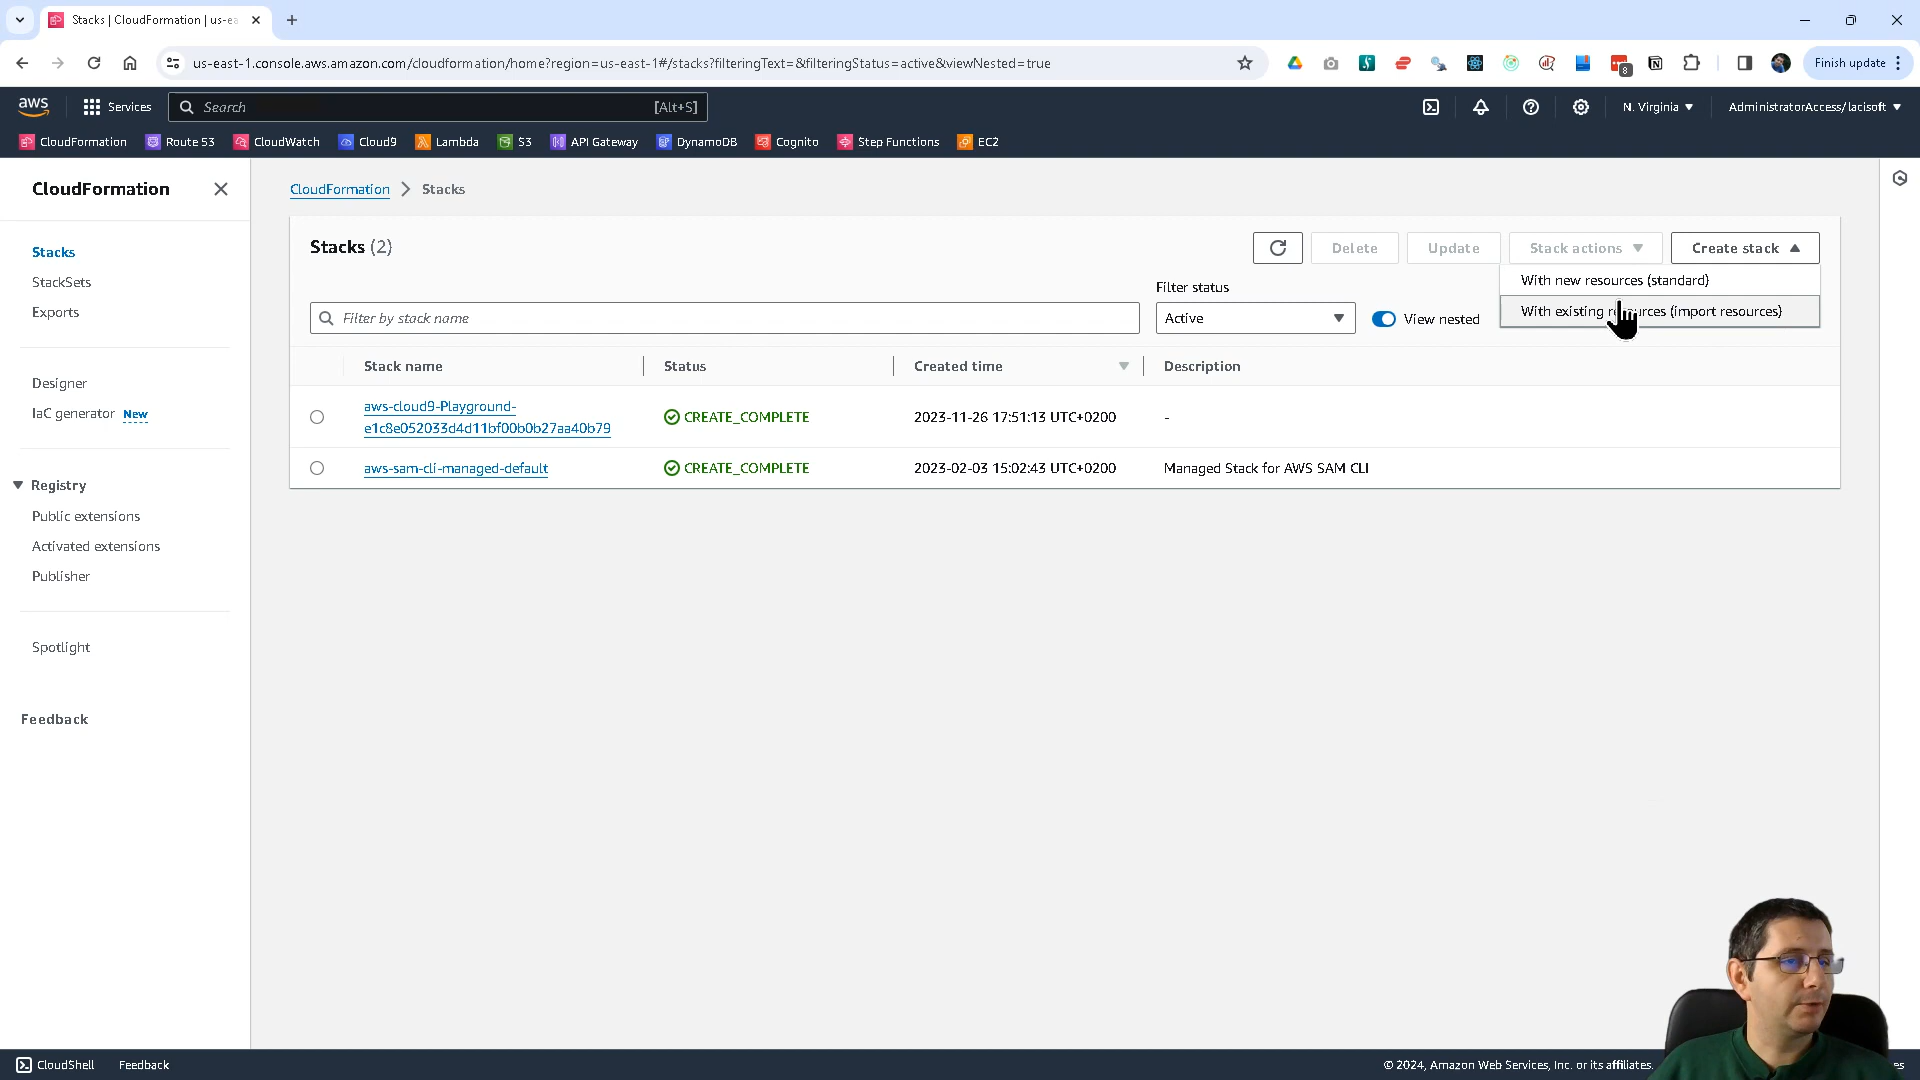 Stacks | CloudFormation | us-ea
us-east-1.console.aws.amazon.com/cloudformation/home?region=us-east-1#/stacks?filteringText=&filteringStatus=active&viewNested=true
8
Finish update
aws
Services
Search
[Alt+S]
N. Virginia
AdministratorAccess/lacisoft
CloudFormation
Route 53
CloudWatch
Cloud9
Lambda
S3
API Gateway
DynamoDB
Cognito
Step Functions
EC2
CloudFormation
Stacks
StackSets
Exports
Designer
IaC generator New
Registry
Public extensions
Activated extensions
Publisher
Spotlight
Feedback
CloudFormation > Stacks
Stacks (2)
Delete
Update
Stack actions
Create stack
With new resources (standard)
With existing resources (import resources)
Filter by stack name
Filter status
Active
View nested
Stack name
Status
Created time
Description
aws-cloud9-Playground-
e1c8e052033d4d11bf00b0b27aa40b79
CREATE_COMPLETE
2023-11-26 17:51:13 UTC+0200
-
aws-sam-cli-managed-default
CREATE_COMPLETE
2023-02-03 15:02:43 UTC+0200
Managed Stack for AWS SAM CLI
CloudShell
Feedback
© 2024, Amazon Web Services, Inc. or its affiliates.